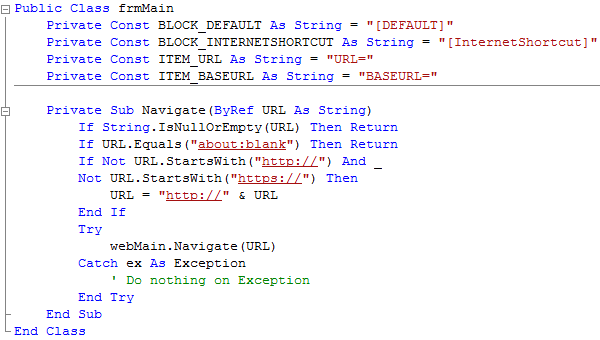 Public Class frmMain
    Private Const BLOCK_DEFAULT As String = "[DEFAULT]"
    Private Const BLOCK_INTERNETSHORTCUT As String = "[InternetShortcut]"
    Private Const ITEM_URL As String = "URL="
    Private Const ITEM_BASEURL As String = "BASEURL="
    Private Sub Navigate(ByRef URL As String)
        If String.IsNullOrEmpty(URL) Then Return
        If URL.Equals("about:blank") Then Return
        If Not URL.StartsWith("http://") And _
        Not URL.StartsWith("https://") Then
            URL = "http://" & URL
        End If
        Try
            webMain.Navigate(URL)
        Catch ex As Exception
            ' Do nothing on Exception
        End Try
    End Sub
End Class